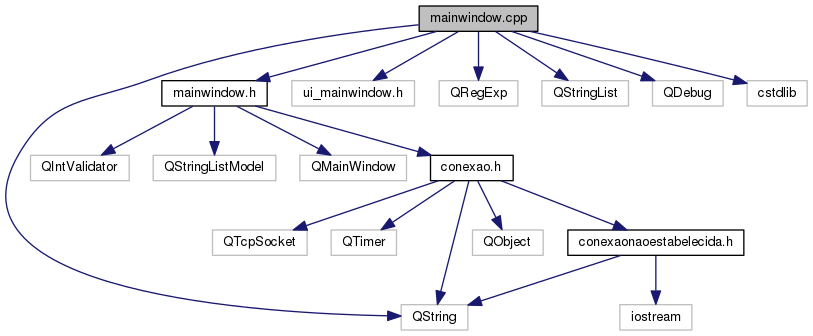 mainwindow.cpp
mainwindow.h
ui_mainwindow.h
QRegExp
QStringList
QDebug
cstdlib
QIntValidator
QStringListModel
QMainWindow
conexao.h
QTcpSocket
QTimer
QObject
conexaonaoestabelecida.h
QString
iostream